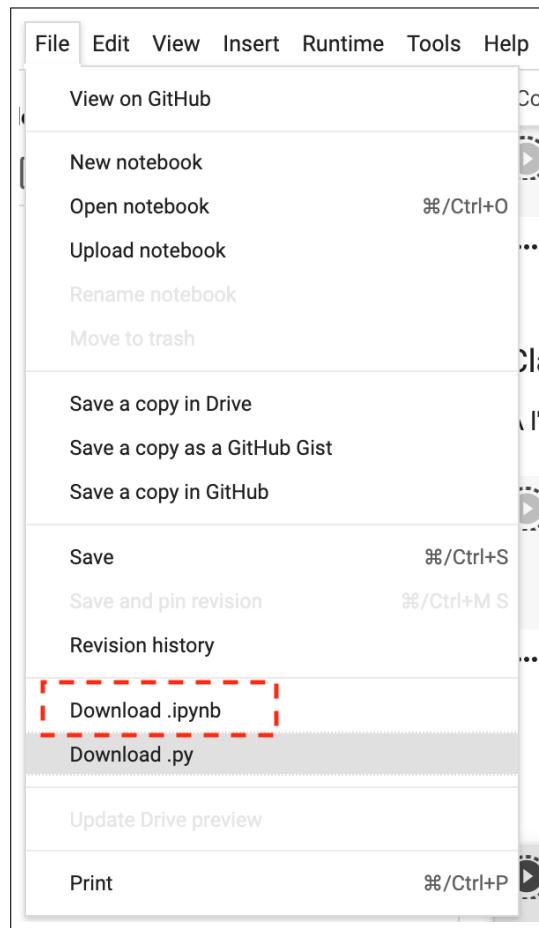 File Edit View Insert Runtime Tools Help
View on GitHub
New notebook
Open notebook ⌘/Ctrl+O
Upload notebook
Rename notebook
Move to trash
Save a copy in Drive
Save a copy as a GitHub Gist
Save a copy in GitHub
Save ⌘/Ctrl+S
Save and pin revision ⌘/Ctrl+M S
Revision history
Download .ipynb
Download .py
Update Drive preview
Print ⌘/Ctrl+P